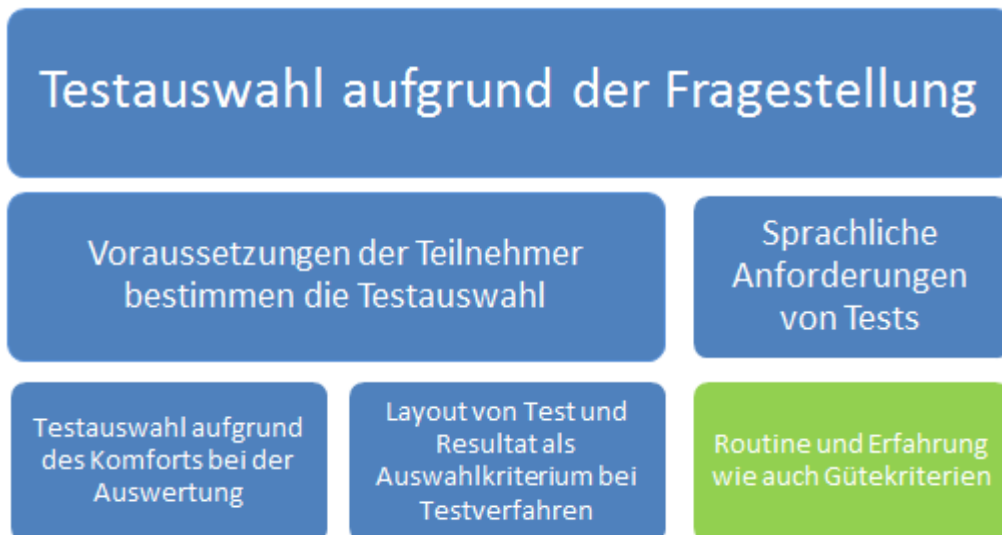 Testauswahl aufgrund der Fragestellung
Voraussetzungen der Teilnehmer
bestimmen die Testauswahl
Sprachliche
Anforderungen
von Tests
Testauswahl aufgrund
des Komforts bei der
Auswertung
Layout von Test und
Resultat als
Auswahlkriterium bei
Testverfahren
Routine und Erfahrung
wie auch Gütekriterien